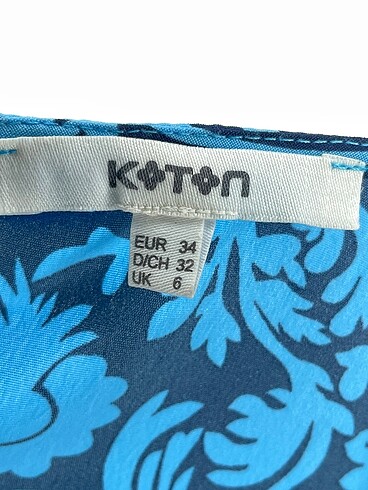 KOTON
EUR 34
D/CH 32
UK 6